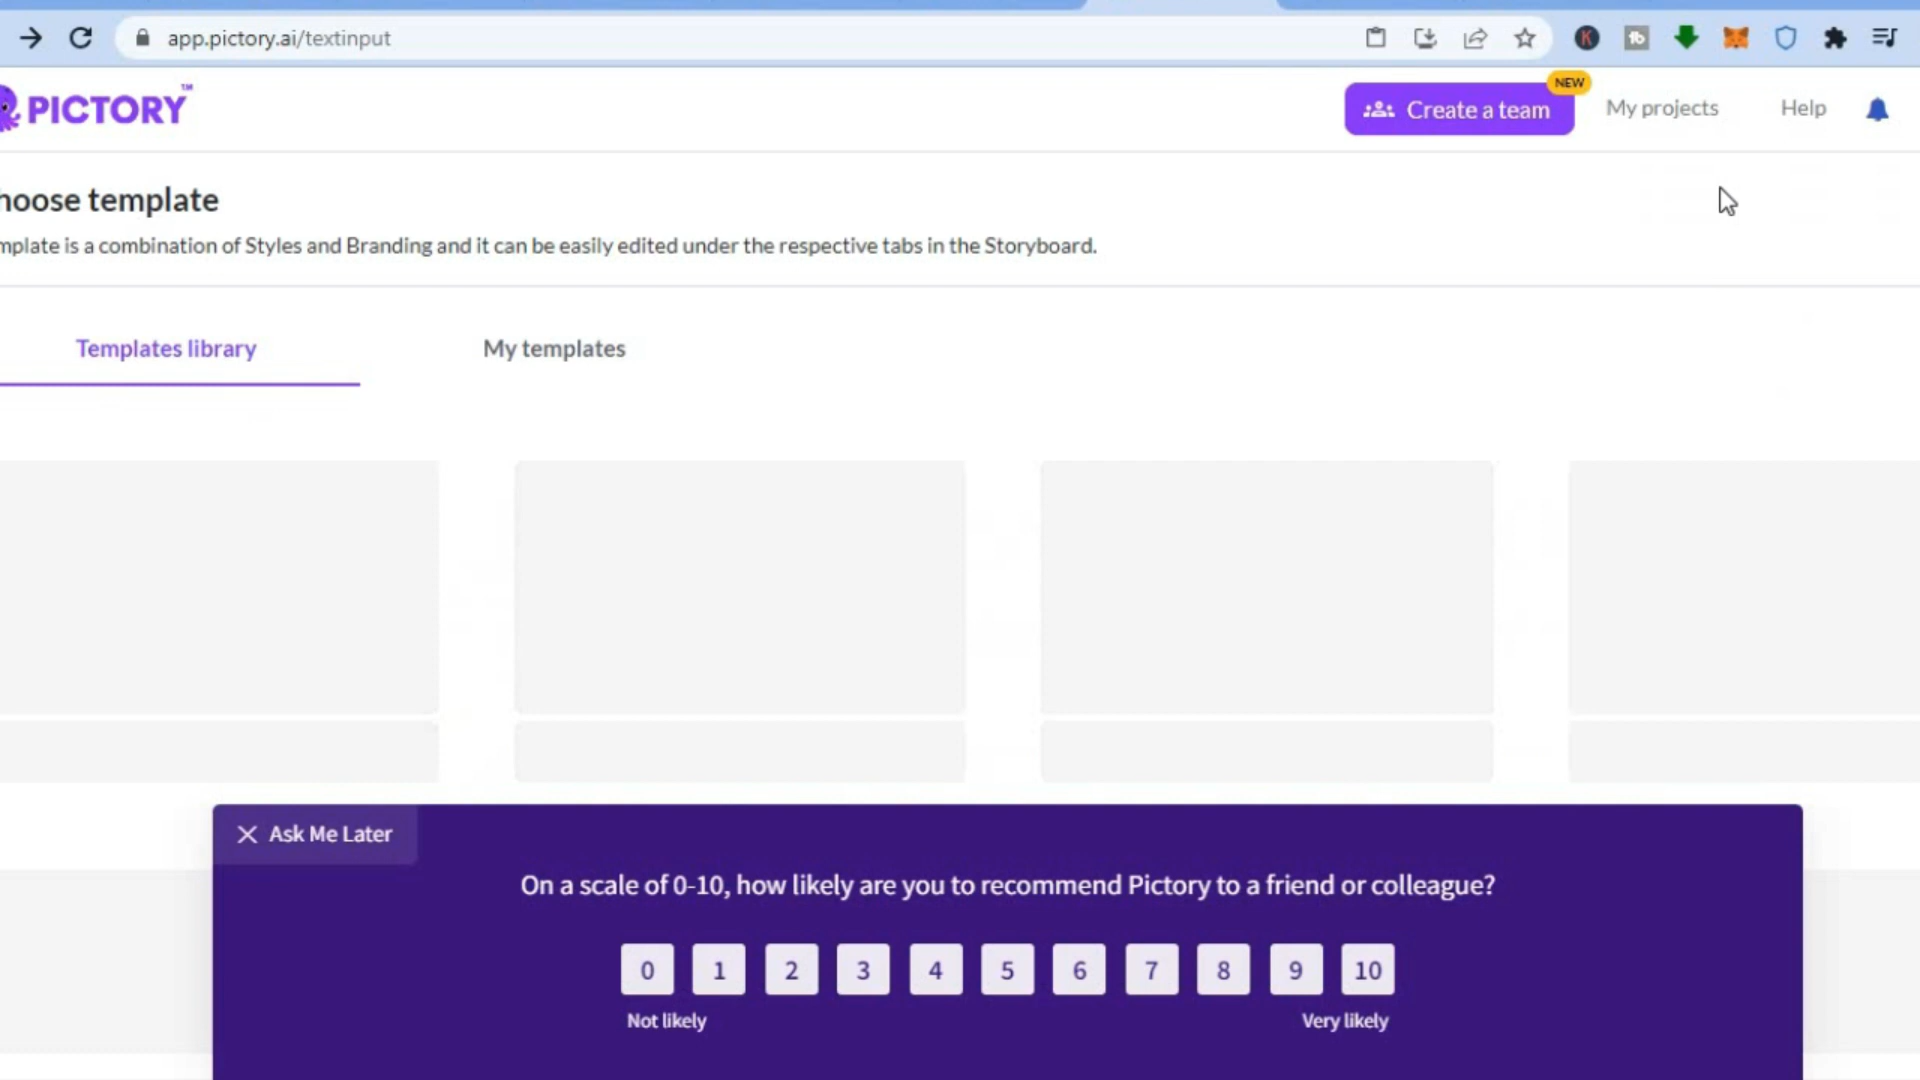 app.pictory.ai/textinput
K
tb
PICTORY™
NEW
Create a team
My projects
Help
hoose template
mplate is a combination of Styles and Branding and it can be easily edited under the respective tabs in the Storyboard.
Templates library
My templates
Ask Me Later
On a scale of 0-10, how likely are you to recommend Pictory to a friend or colleague?
0 1 2 3 4 5 6 7 8 9 10
Not likely
Very likely